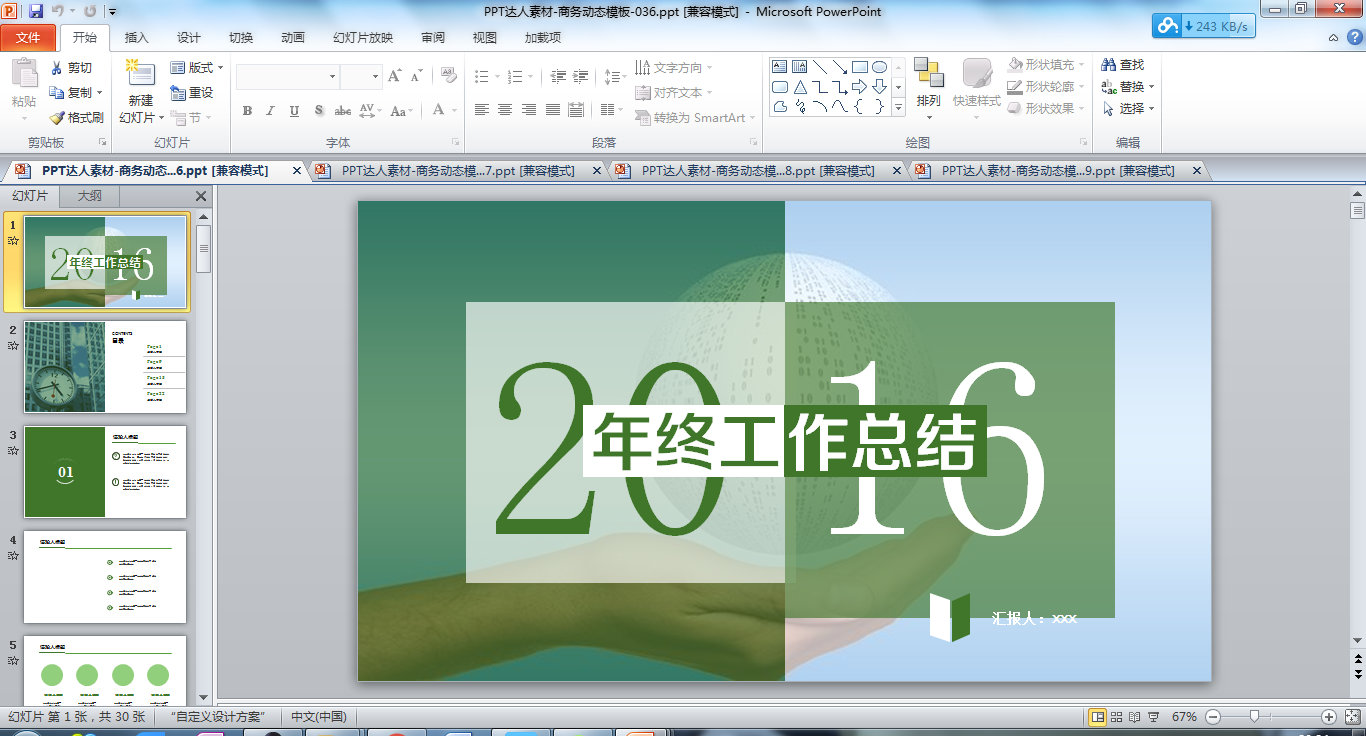 PPT达人素材-商务动态模板-036.ppt [兼容模式] - Microsoft PowerPoint
243 KB/s
文件 开始 插入 设计 切换 动画 幻灯片放映 审阅 视图 加载项
粘贴 剪切 复制 格式刷 剪贴板
新建 幻灯片 版式 重设 节 幻灯片
B I U S abc AV Aa A 字体
文字方向 对齐文本 转换为 SmartArt 段落
排列 快速样式 形状填充 形状轮廓 形状效果 绘图
查找 替换 选择 编辑
PPT达人素材-商务动态...6.ppt [兼容模式] PPT达人素材-商务动态模...7.ppt [兼容模式] PPT达人素材-商务动态模...8.ppt [兼容模式] PPT达人素材-商务动态模...9.ppt [兼容模式]
幻灯片 大纲
1
2016
年终工作总结
2
CONTENTS
目录
3
01
4
5
2016
年终工作总结
汇报人：xxx
幻灯片 第 1 张，共 30 张 “自定义设计方案” 中文(中国) 67%